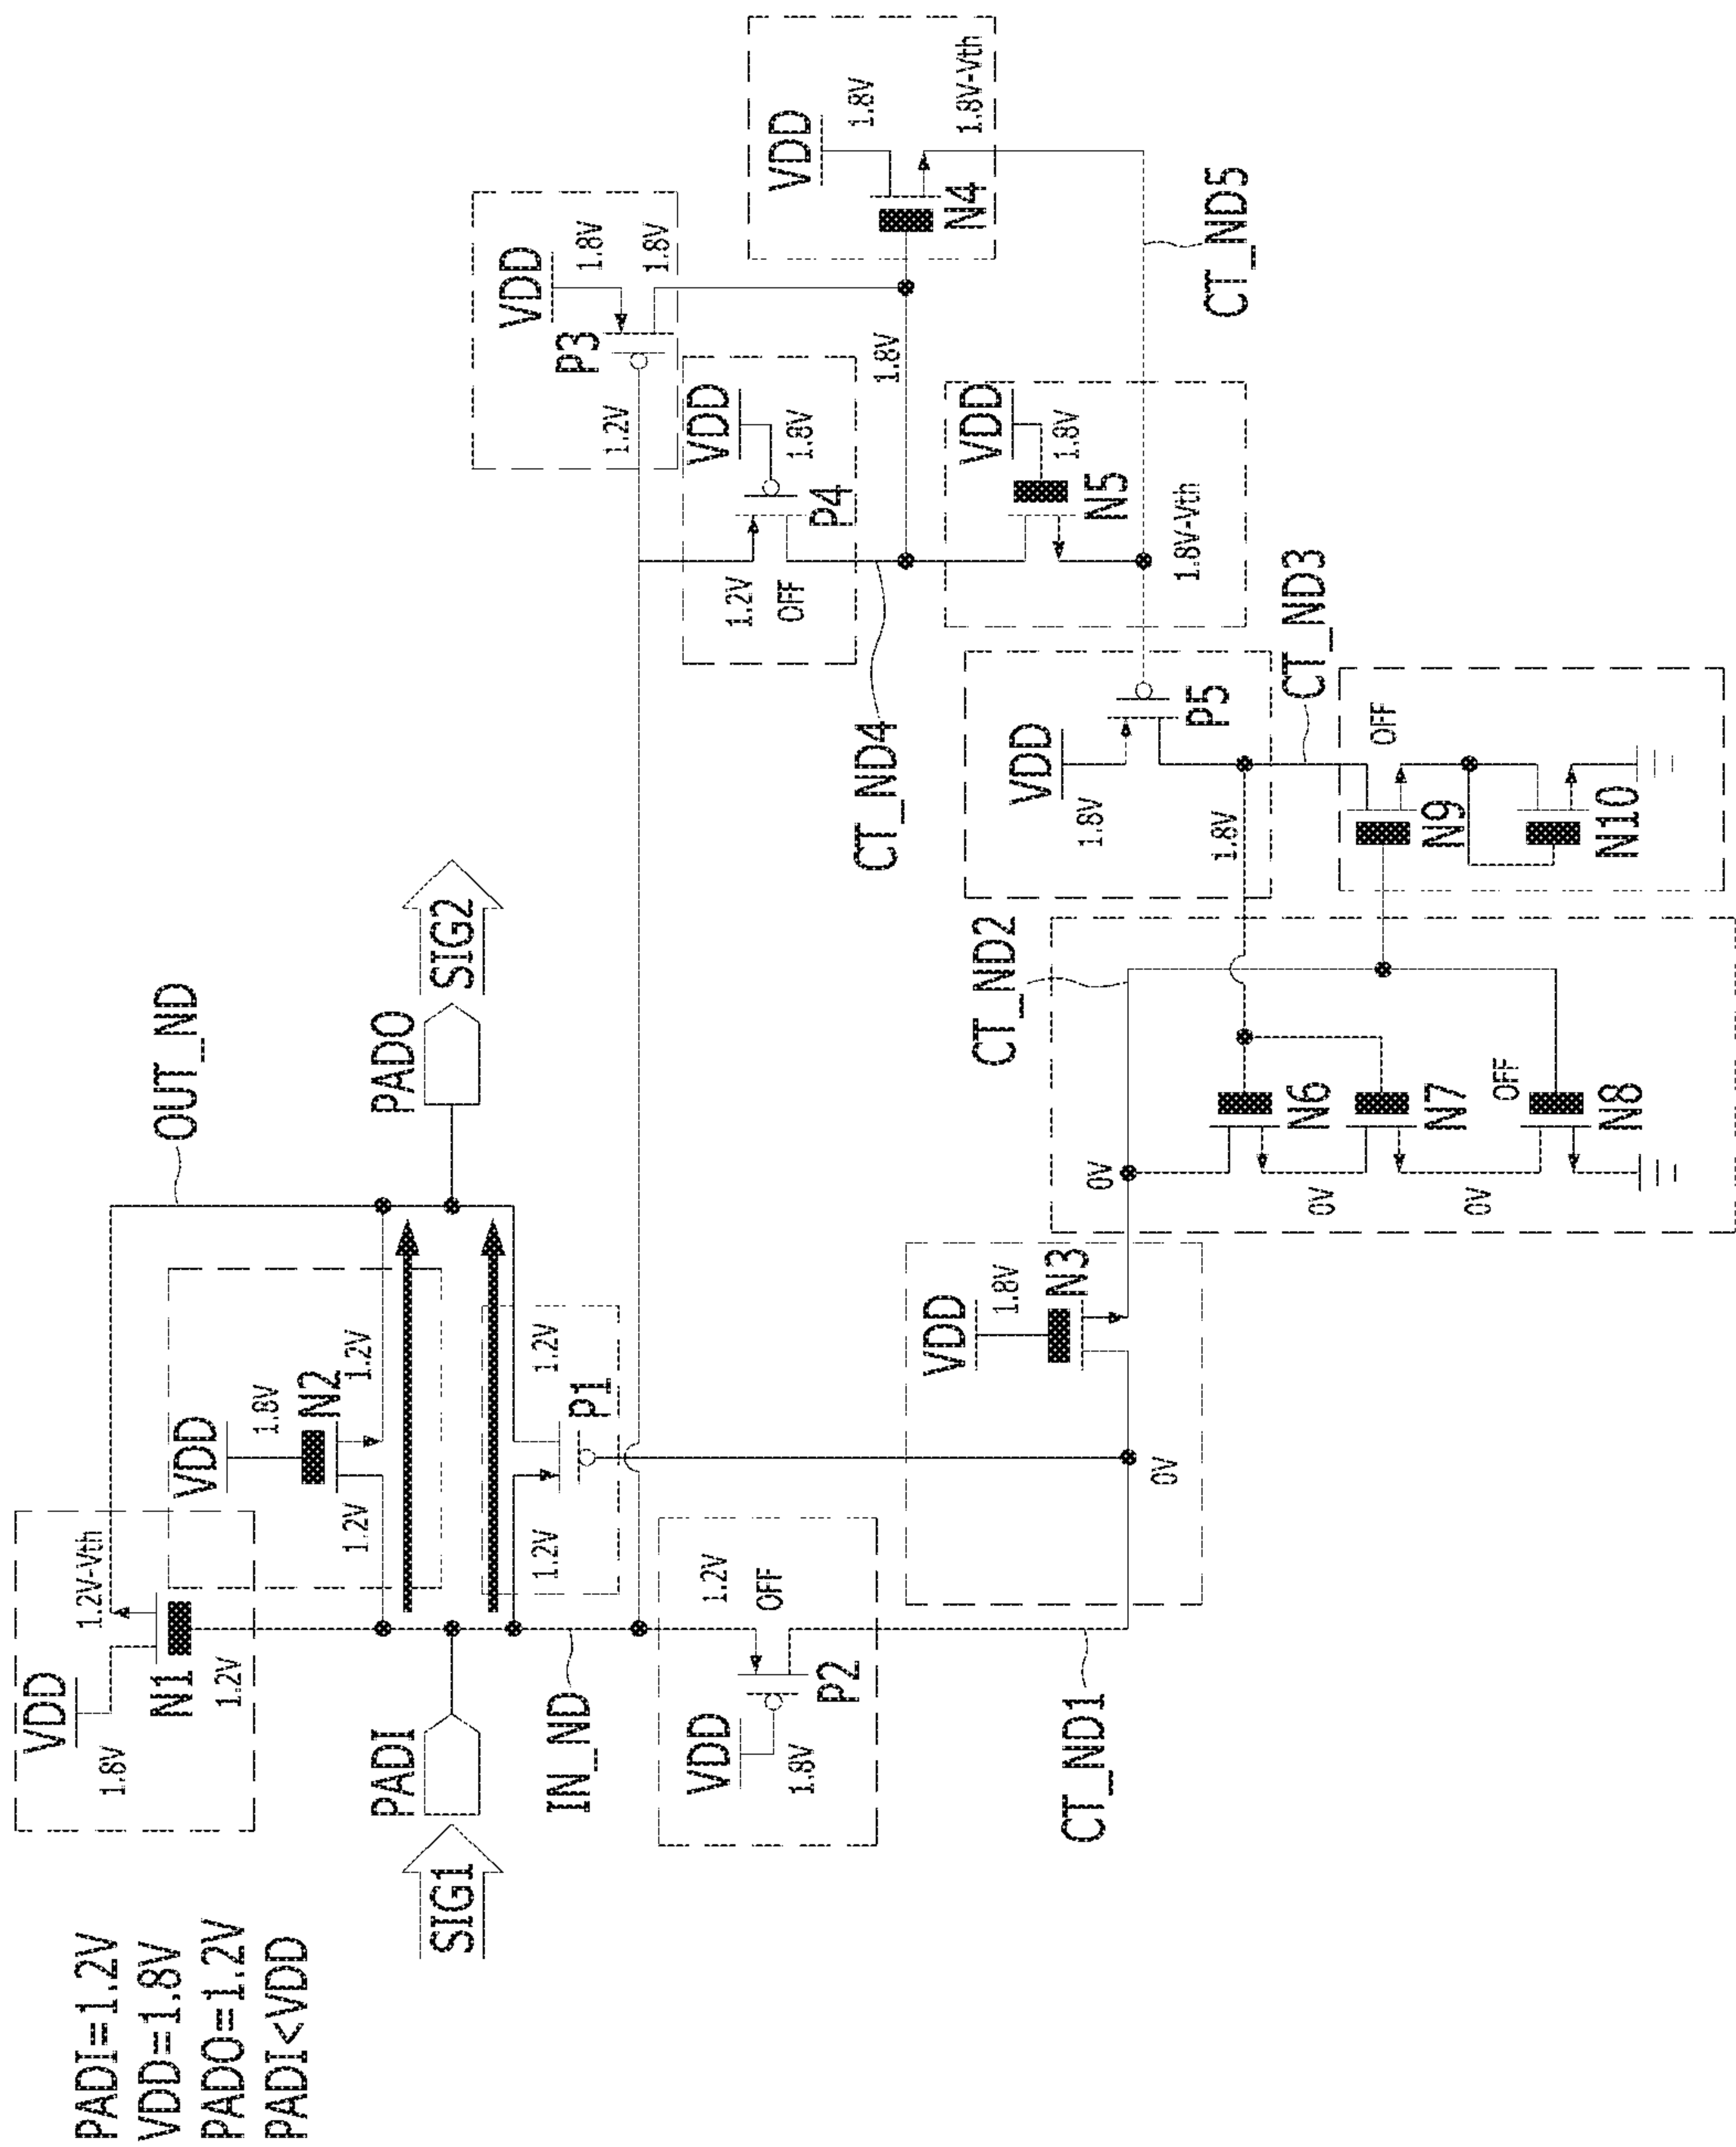 PADI=1.2V
VDD=1.8V
PADO=1.2V
PADI<VDD
VDD
1.8V
N1
1.2V-Vth
1.2V
VDD
1.8V
N2
1.2V
1.2V
OUT_ND
SIG1
PADI
PADO
SIG2
1.2V
1.2V
P1
IN_ND
VDD
1.8V
P2
1.2V
OFF
CT_ND1
VDD
1.8V
N3
0V
0V
CT_ND2
N6
0V
N7
0V
OFF
N8
VDD
1.8V
P5
1.8V
CT_ND3
OFF
N9
N10
VDD
P3
1.8V
1.8V
1.2V
VDD
1.8V
P4
1.2V
OFF
CT_ND4
1.8V
VDD
1.8V
N5
1.8V-Vth
VDD
1.8V
N4
1.8V-Vth
CT_ND5